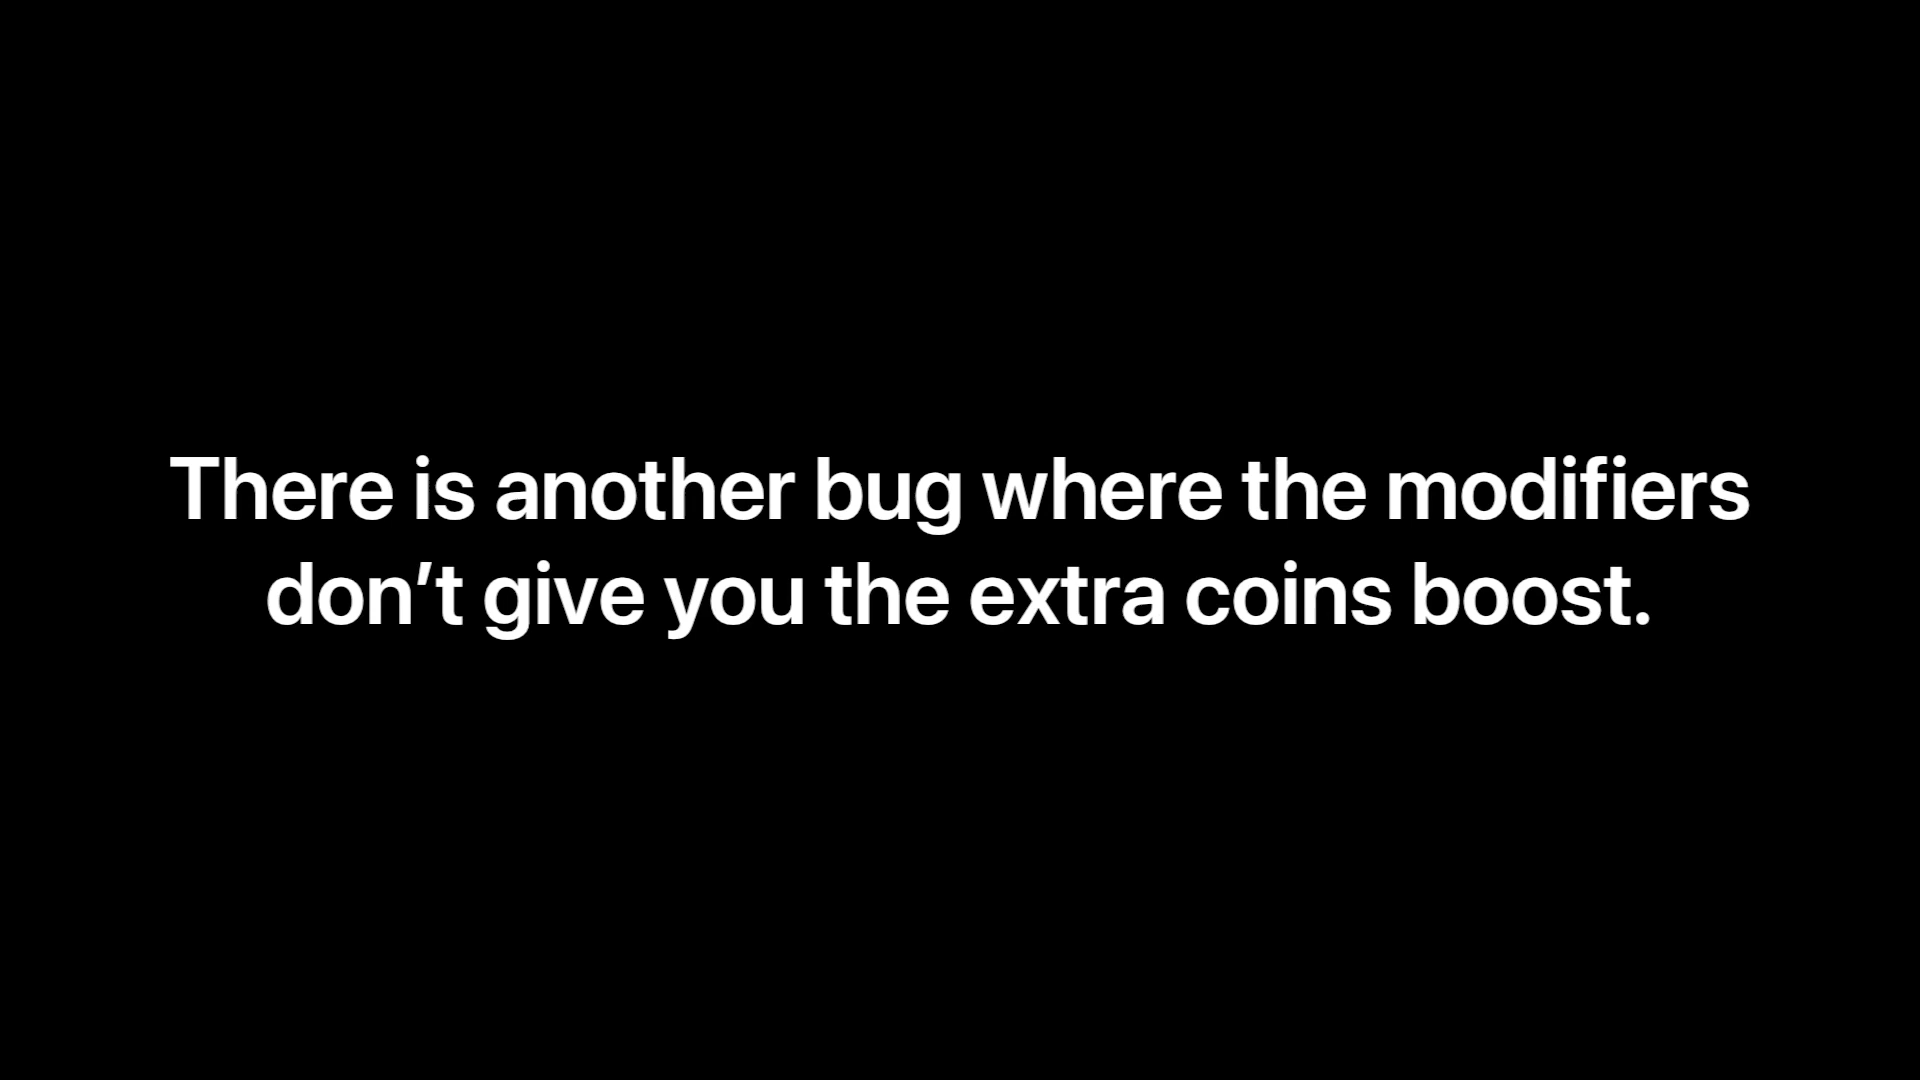 There is another bug where the modifiers
don’t give you the extra coins boost.